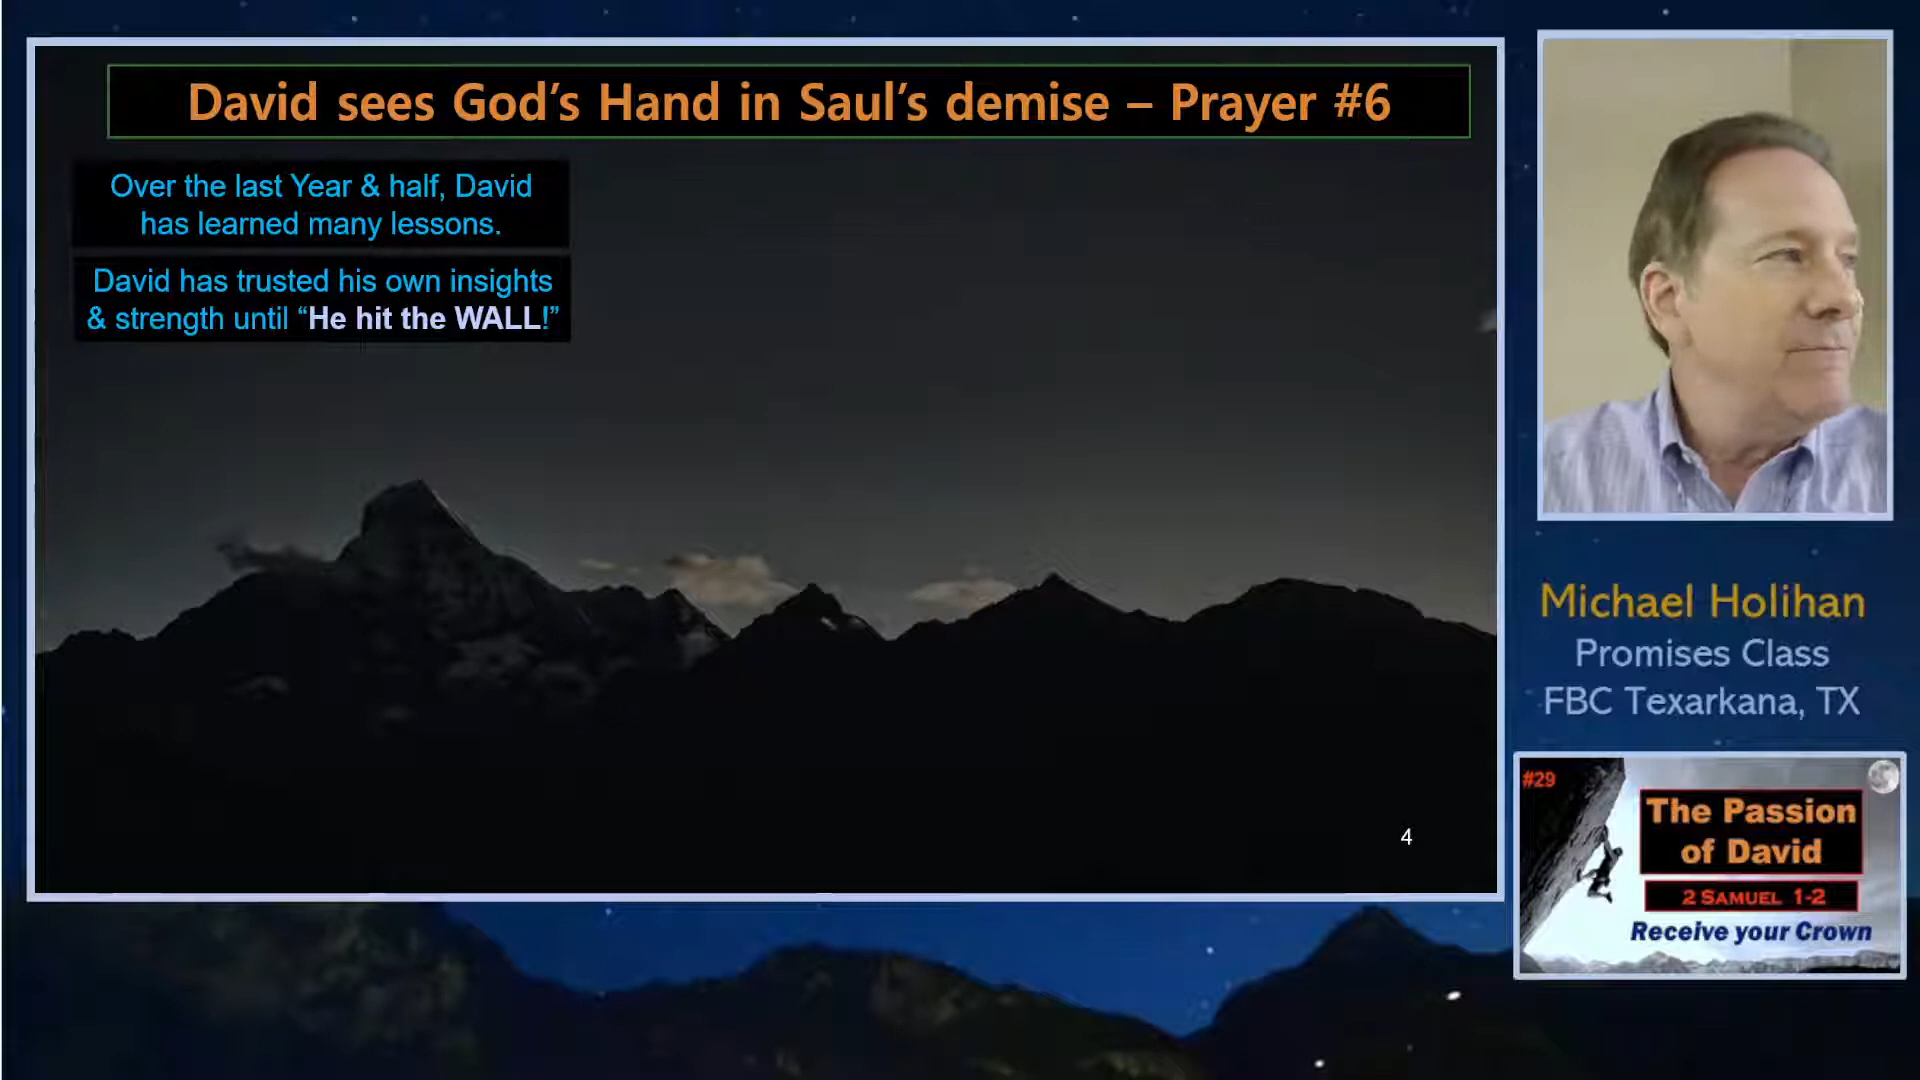 David sees God’s Hand in Saul’s demise – Prayer #6
Over the last Year & half, David
has learned many lessons.
David has trusted his own insights
& strength until “He hit the WALL!”
4
Michael Holihan
Promises Class
FBC Texarkana, TX
#29
The Passion
of David
2 SAMUEL 1-2
Receive your Crown